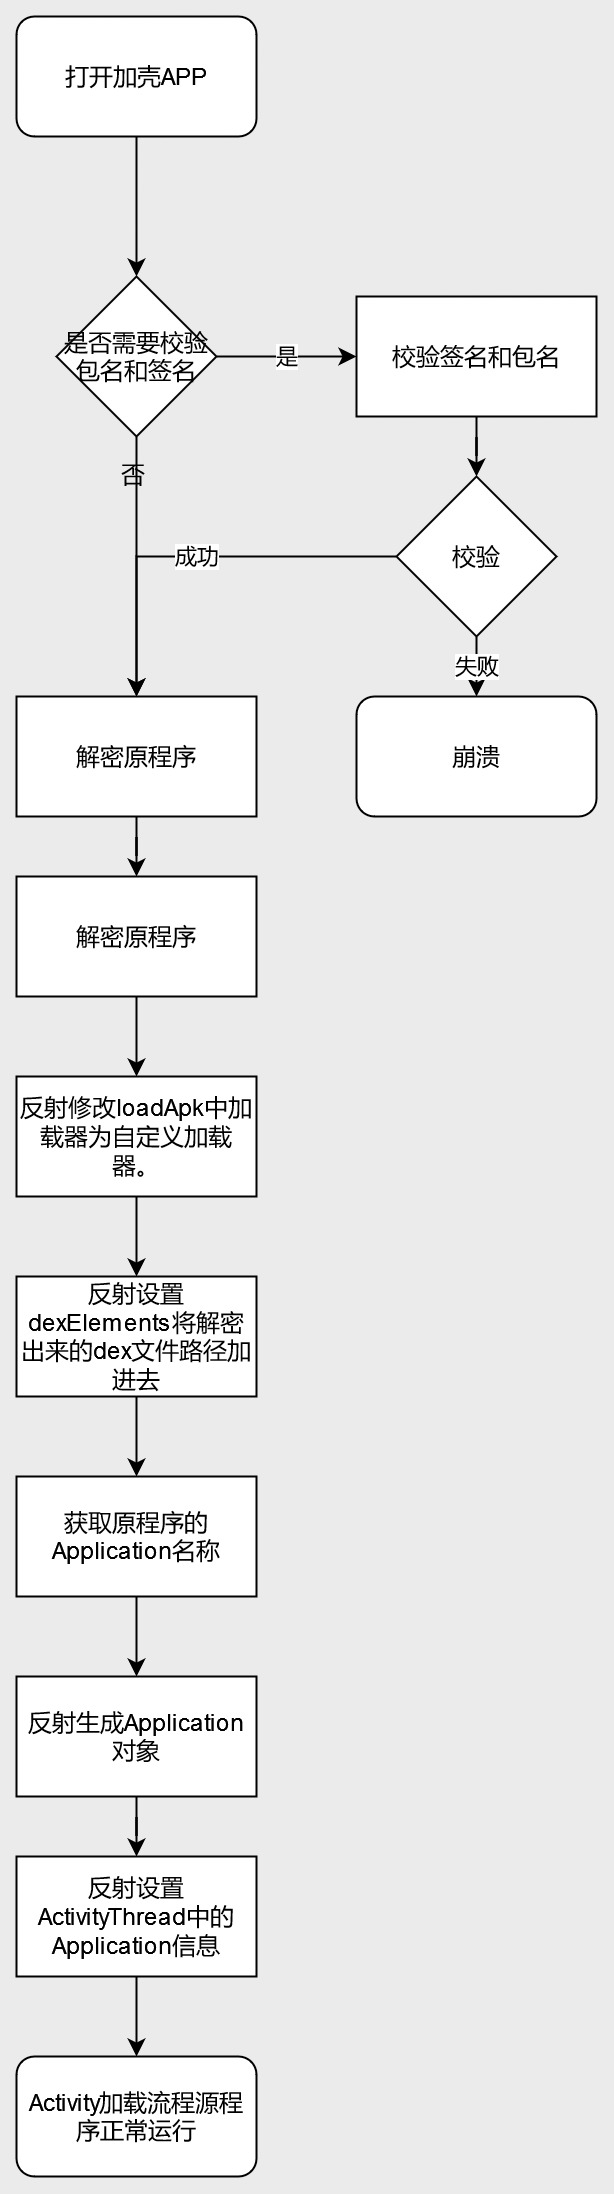 打开加壳APP
是否需要校验
包名和签名
是
校验签名和包名
否
成功
校验
失败
解密原程序
崩溃
解密原程序
反射修改loadApk中加
载器为自定义加载
器。
反射设置
dexElements将解密
出来的dex文件路径加
进去
获取原程序的
Application名称
反射生成Application
对象
反射设置
ActivityThread中的
Application信息
Activity加载流程源程
序正常运行